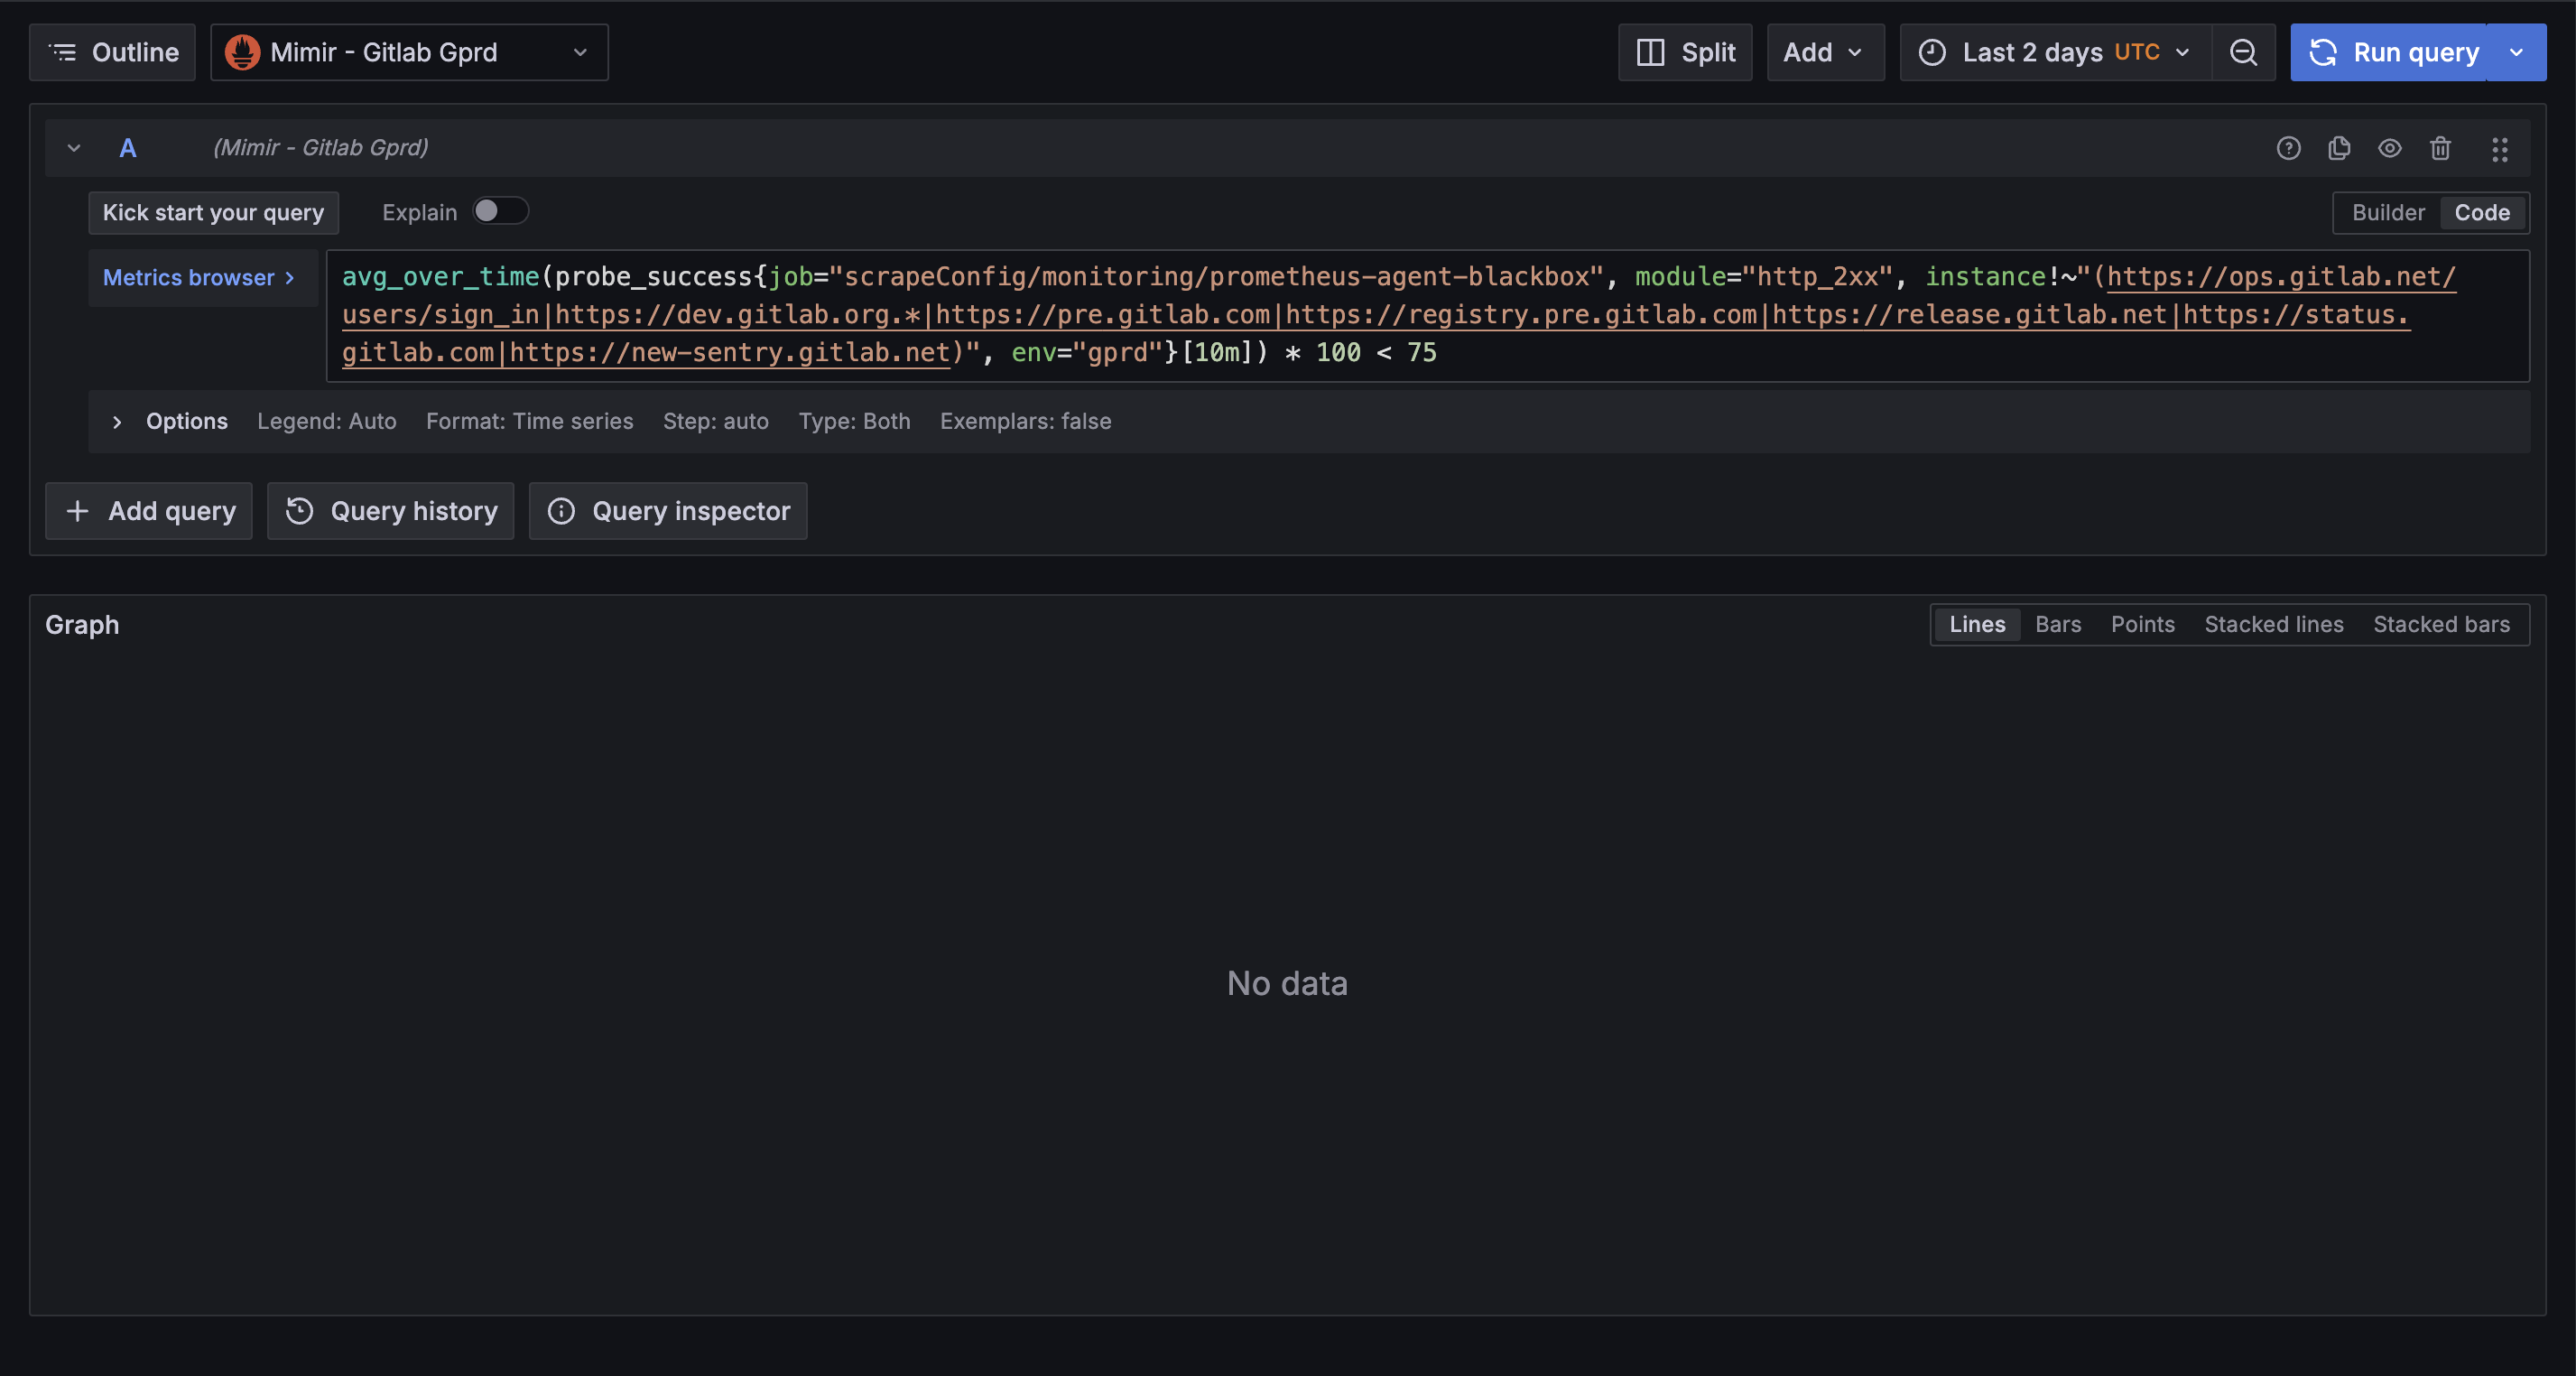 Outline
Mimir - Gitlab Gprd
Split
Add
Last 2 days UTC
Run query
A
(Mimir - Gitlab Gprd)
Kick start your query
Explain
Builder
Code
Metrics browser >
avg_over_time(probe_success{job="scrapeConfig/monitoring/prometheus-agent-blackbox", module="http_2xx", instance!~"(https://ops.gitlab.net/
users/sign_in|https://dev.gitlab.org.*|https://pre.gitlab.com|https://registry.pre.gitlab.com|https://release.gitlab.net|https://status.
gitlab.com|https://new-sentry.gitlab.net)", env="gprd"}[10m]) * 100 < 75
Options Legend: Auto Format: Time series Step: auto Type: Both Exemplars: false
Add query
Query history
Query inspector
Graph
Lines Bars Points Stacked lines Stacked bars
No data